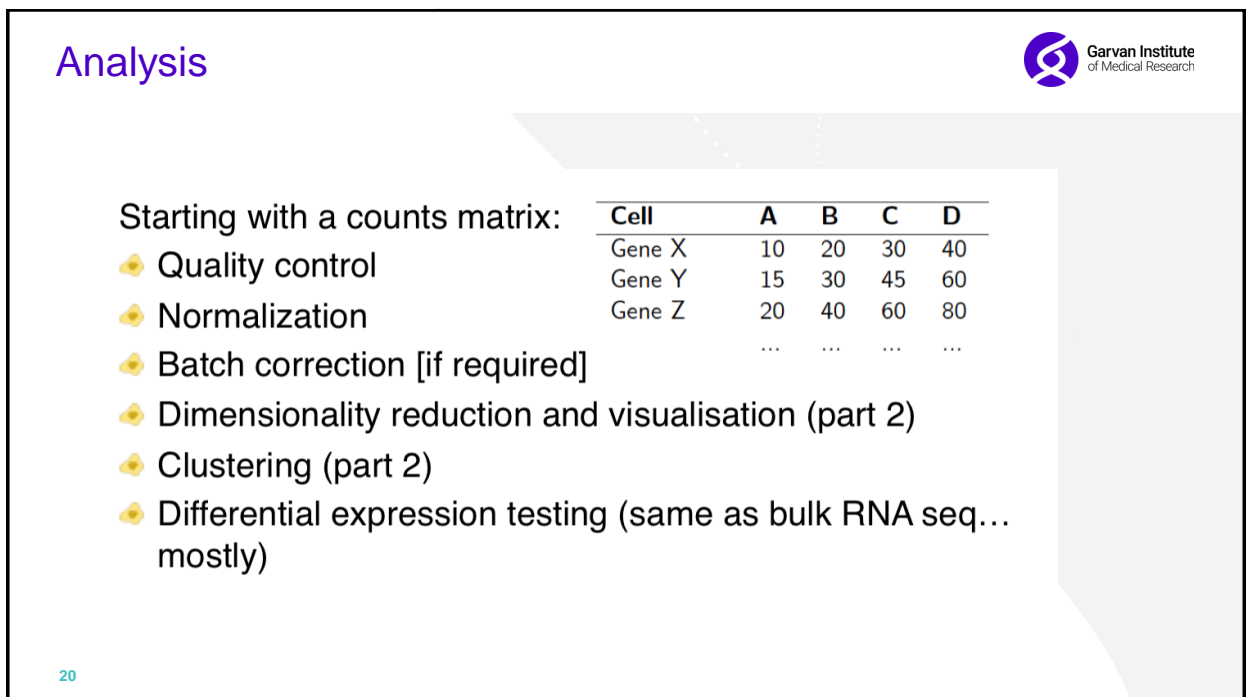 Analysis
Garvan Institute
of Medical Research
Starting with a counts matrix:
Quality control
Normalization
Batch correction [if required]
Dimensionality reduction and visualisation (part 2)
Clustering (part 2)
Differential expression testing (same as bulk RNA seq…
mostly)
Cell A B C D
Gene X 10 20 30 40
Gene Y 15 30 45 60
Gene Z 20 40 60 80
... ... ... ...
20